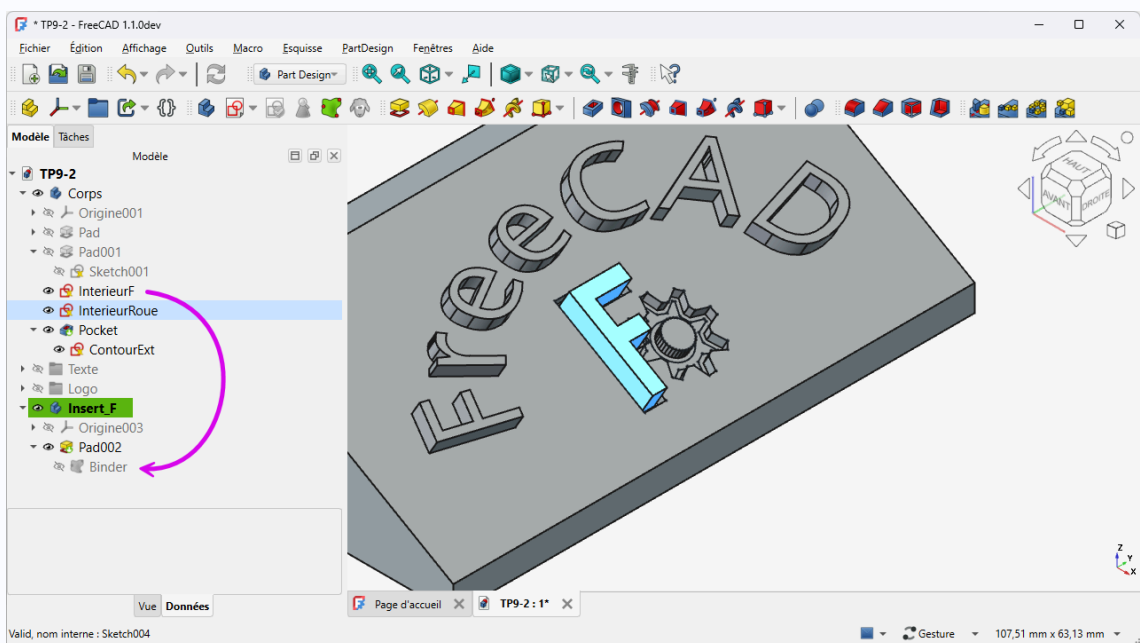 * TP9-2 - FreeCAD 1.1.0dev
Fichier Édition Affichage Outils Macro Esquisse PartDesign Fenêtres Aide
Part Design
Modèle Tâches
Modèle
TP9-2
Corps
Origine001
Pad
Pad001
Sketch001
InterieurF
InterieurRoue
Pocket
ContourExt
Texte
Logo
Insert_F
Origine003
Pad002
Binder
FreeCAD
F
HAUT
AVANT
DROITE
Z
Y
X
Vue Données
Page d'accueil TP9-2 : 1*
Valid, nom interne : Sketch004
Gesture
107,51 mm x 63,13 mm